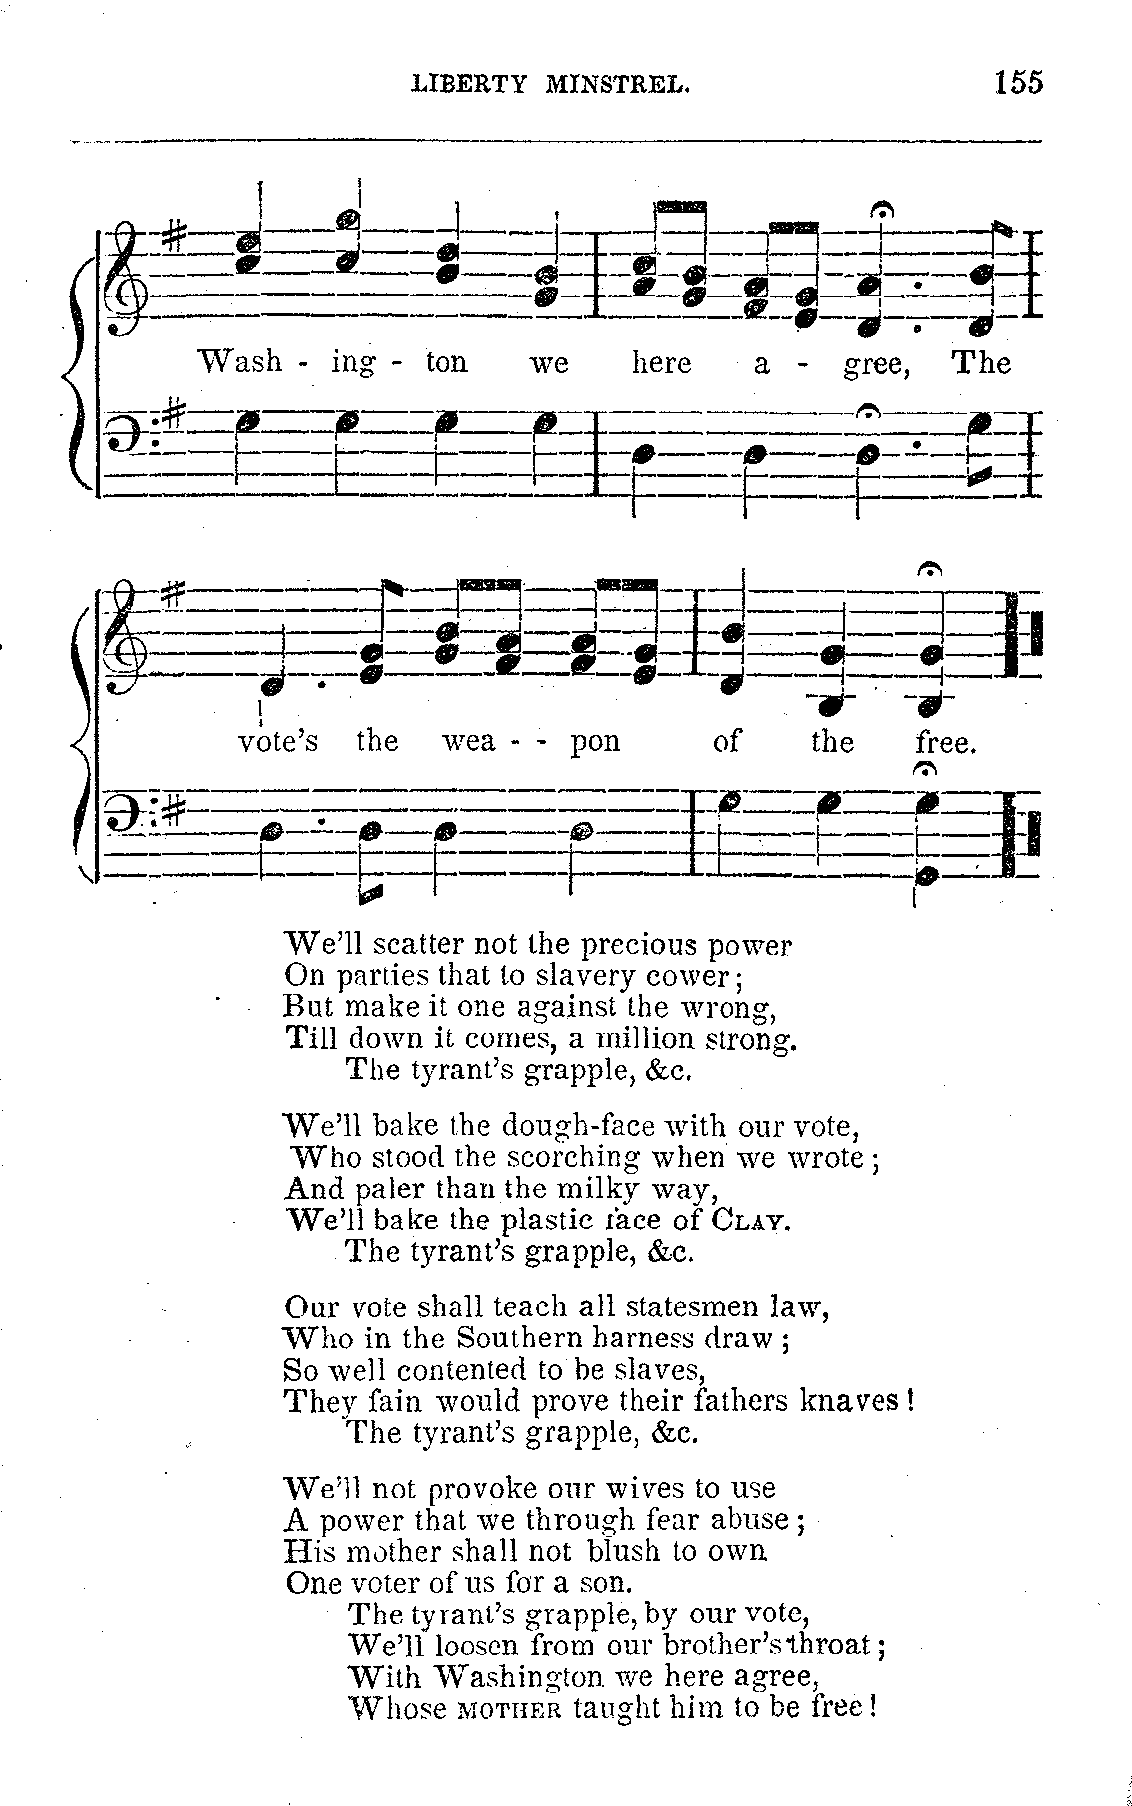 LIBERTY MINSTREL. 155
Wash - ing - ton we here a - gree, The
vote's the wea - - pon of the free.
We'll scatter not the precious power
On parties that to slavery cower;
But make it one against the wrong,
Till down it comes, a million strong.
The tyrant's grapple, &c.
We'll bake the dough-face with our vote,
Who stood the scorching when we wrote;
And paler than the milky way,
We'll bake the plastic face of CLAY.
The tyrant's grapple, &c.
Our vote shall teach all statesmen law,
Who in the Southern harness draw;
So well contented to be slaves,
They fain would prove their fathers knaves!
The tyrant's grapple, &c.
We'll not provoke our wives to use
A power that we through fear abuse;
His mother shall not blush to own
One voter of us for a son.
The tyrant's grapple, by our vote,
We'll loosen from our brother's throat;
With Washington we here agree,
Whose MOTHER taught him to be free!